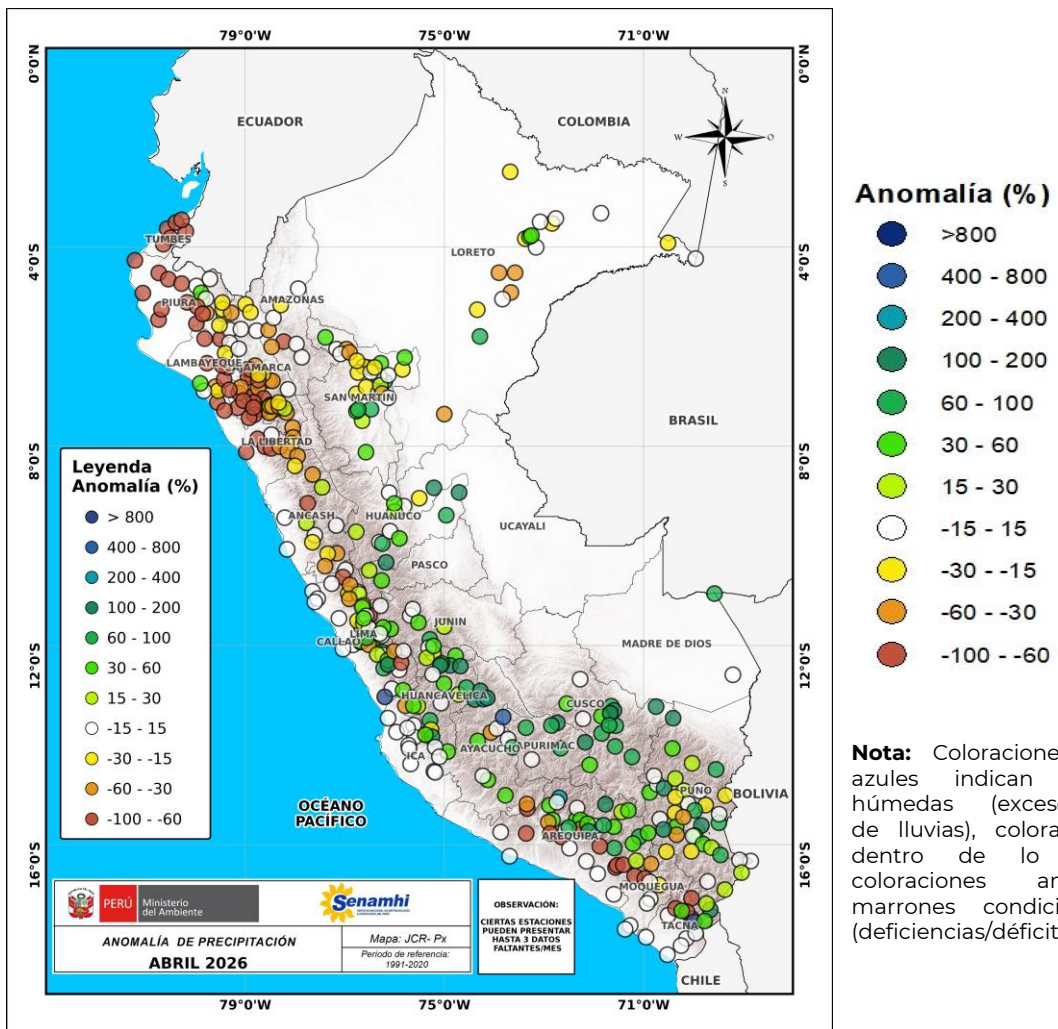 79°0'W 75°0'W 71°0'W
0°0'N 0°0'N
ECUADOR
COLOMBIA
N
W O
S
TUMBES
LORETO
4°0'S 4°0'S
PIURA
AMAZONAS
LAMBAYEQUE
AMARCA
SAN MARTIN
BRASIL
LA LIBERTAD
8°0'S 8°0'S
ANCASH
HUANUCO
UCAYALI
PASCO
JUNIN
LIMA
CALLAO
MADRE DE DIOS
12°0'S 12°0'S
HUANCAVELICA
CUSCO
ICA
AYACUCHO
APURIMAC
PUNO
BOLIVIA
OCÉANO
PACÍFICO
AREQUIPA
16°0'S 16°0'S
MOQUEGUA
TACNA
CHILE
79°0'W 75°0'W 71°0'W
Leyenda
Anomalía (%)
> 800
400 - 800
200 - 400
100 - 200
60 - 100
30 - 60
15 - 30
-15 - 15
-30 - -15
-60 - -30
-100 - -60
PERÚ Ministerio
del Ambiente
Senamhi
ANOMALÍA DE PRECIPITACIÓN
ABRIL 2026
Mapa: JCR- Px
Periodo de referencia:
1991-2020
OBSERVACIÓN:
CIERTAS ESTACIONES
PUEDEN PRESENTAR
HASTA 3 DATOS
FALTANTES/MES
Anomalía (%)
>800
400 - 800
200 - 400
100 - 200
60 - 100
30 - 60
15 - 30
-15 - 15
-30 - -15
-60 - -30
-100 - -60
Nota: Coloracione
azules indican
húmedas (exces
de lluvias), colora
dentro de lo
coloraciones an
marrones condici
(deficiencias/déficit